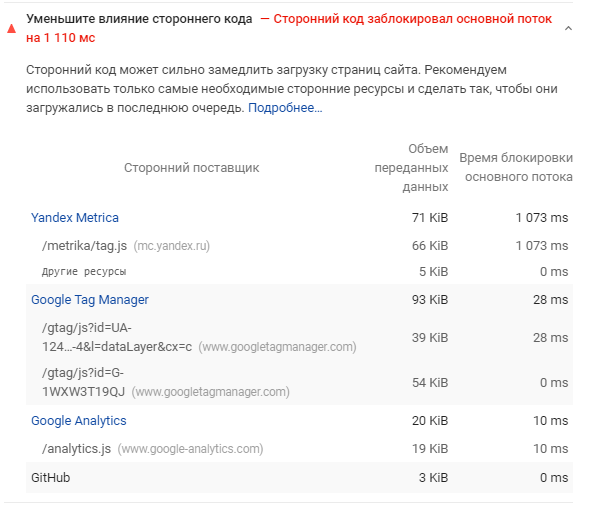 Уменьшите влияние стороннего кода — Сторонний код заблокировал основной поток
на 1 110 мс
Сторонний код может сильно замедлить загрузку страниц сайта. Рекомендуем
использовать только самые необходимые сторонние ресурсы и сделать так, чтобы они
загружались в последнюю очередь. Подробнее…
Сторонний поставщик
Объем
переданных
данных
Время блокировки
основного потока
Yandex Metrica 71 KiB 1 073 ms
/metrika/tag.js (mc.yandex.ru) 66 KiB 1 073 ms
Другие ресурсы 5 KiB 0 ms
Google Tag Manager 93 KiB 28 ms
/gtag/js?id=UA-
124…-4&l=dataLayer&cx=c (www.googletagmanager.com) 39 KiB 28 ms
/gtag/js?id=G-
1WXW3T19QJ (www.googletagmanager.com) 54 KiB 0 ms
Google Analytics 20 KiB 10 ms
/analytics.js (www.google-analytics.com) 19 KiB 10 ms
GitHub 3 KiB 0 ms